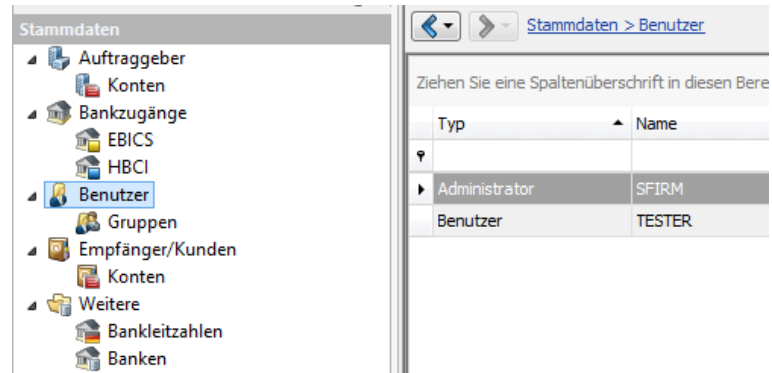 Stammdaten
Auftraggeber
Konten
Bankzugänge
EBICS
HBCI
Benutzer
Gruppen
Empfänger/Kunden
Konten
Weitere
Bankleitzahlen
Banken
Stammdaten > Benutzer
Ziehen Sie eine Spaltenüberschrift in diesen Bere
Typ Name
Administrator SFIRM
Benutzer TESTER